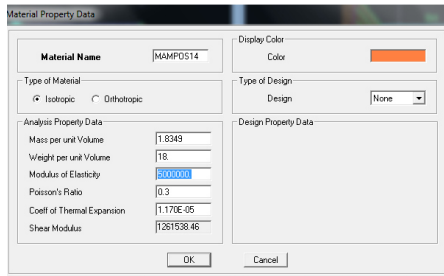 Material Property Data
Display Color
Material Name
MAMPOS14
Color
Type of Material
Isotropic
Orthotropic
Type of Design
Design
None
Analysis Property Data
Design Property Data
Mass per unit Volume
1.8349
Weight per unit Volume
18.
Modulus of Elasticity
5000000.
Poisson's Ratio
0.3
Coeff of Thermal Expansion
1.170E-05
Shear Modulus
1261538.46
OK
Cancel